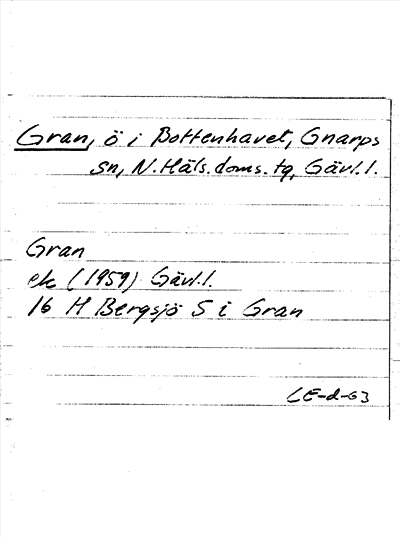 Gran, ö i Bottenhavet, Gnarps
sn, N.Häls.doms.tg, Gävl.l.
Gran
ek (1959) Gävl.l.
16 H Bergsjö S i Gran
LE-d-63